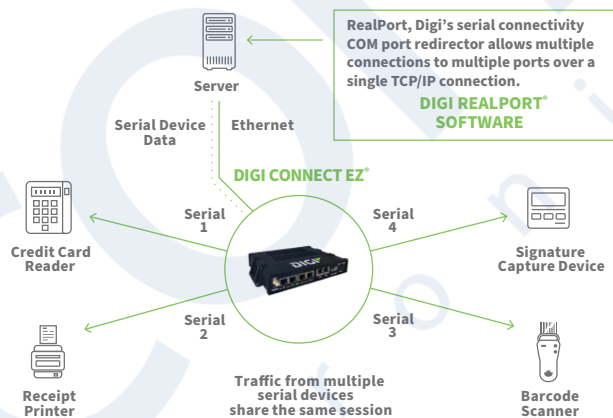 RealPort, Digi's serial connectivity
COM port redirector allows multiple
connections to multiple ports over a
single TCP/IP connection.
DIGI REALPORT®
SOFTWARE
Server
Serial Device
Data
Ethernet
DIGI CONNECT EZ®
Serial
1
Serial
4
Credit Card
Reader
DIGI
Signature
Capture Device
Serial
2
Serial
3
Receipt
Printer
Traffic from multiple
serial devices
share the same session
Barcode
Scanner